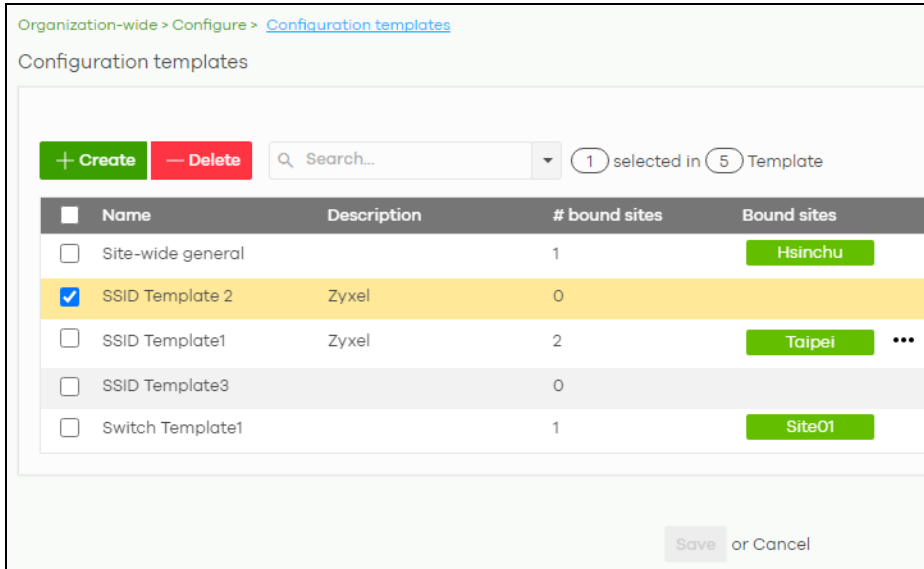 Organization-wide > Configure > Configuration templates
Configuration templates
+ Create − Delete Search... 1 selected in 5 Template
Name Description # bound sites Bound sites
Site-wide general 1 Hsinchu
SSID Template 2 Zyxel 0
SSID Template1 Zyxel 2 Taipei •••
SSID Template3 0
Switch Template1 1 Site01
Save or Cancel